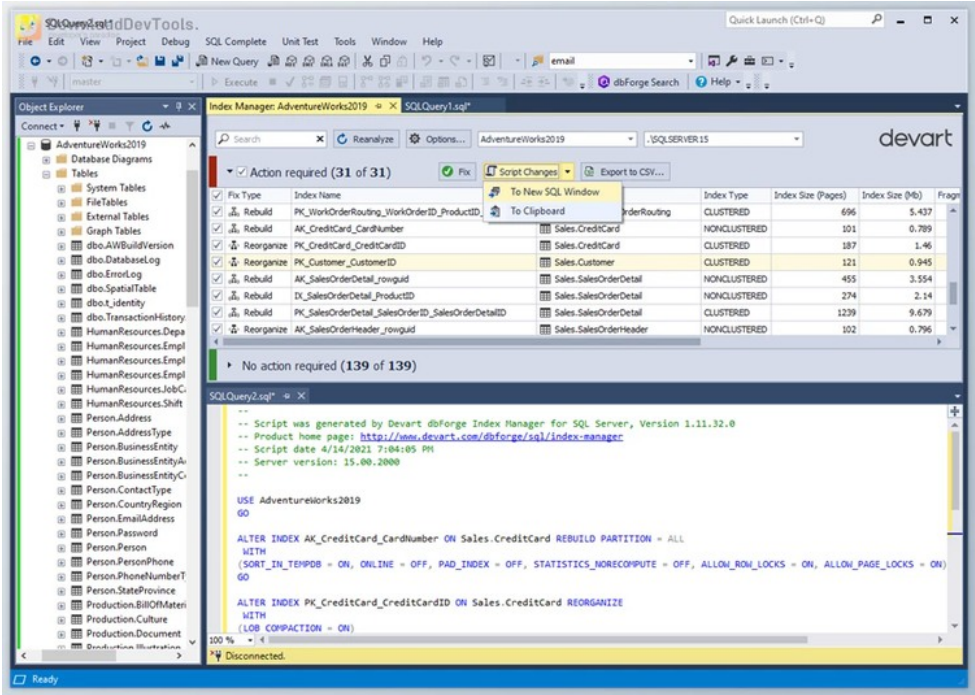 SQLQuery2.sql*
DownloadDevTools.
Quick Launch (Ctrl+Q)
File Edit View Project Debug SQL Complete Unit Test Tools Window Help
New Query
email
master
Execute
dbForge Search
Help
Object Explorer
Connect
AdventureWorks2019
Database Diagrams
Tables
System Tables
FileTables
External Tables
Graph Tables
dbo.AWBuildVersion
dbo.DatabaseLog
dbo.ErrorLog
dbo.SpatialTable
dbo.t_identity
dbo.TransactionHistory
HumanResources.Depa
HumanResources.Empl
HumanResources.Empl
HumanResources.Empl
HumanResources.JobC
HumanResources.Shift
Person.Address
Person.AddressType
Person.BusinessEntity
Person.BusinessEntityA
Person.BusinessEntityC
Person.ContactType
Person.CountryRegion
Person.EmailAddress
Person.Password
Person.Person
Person.PersonPhone
Person.PhoneNumberT
Person.StateProvince
Production.BillOfMateri
Production.Culture
Production.Document
Production.Illustration
Index Manager: AdventureWorks2019
SQLQuery1.sql*
Search
Reanalyze
Options...
AdventureWorks2019
.\SQLSERVER15
devart
Action required (31 of 31)
Fix
Script Changes
Export to CSV...
To New SQL Window
To Clipboard
Fix Type Index Name Index Type Index Size (Pages) Index Size (Mb) Fragn
Rebuild PK_WorkOrderRouting_WorkOrderID_ProductID_ OrderRouting CLUSTERED 696 5.437
Rebuild AK_CreditCard_CardNumber Sales.CreditCard NONCLUSTERED 101 0.789
Reorganize PK_CreditCard_CreditCardID Sales.CreditCard CLUSTERED 187 1.46
Reorganize PK_Customer_CustomerID Sales.Customer CLUSTERED 121 0.945
Rebuild AK_SalesOrderDetail_rowguid Sales.SalesOrderDetail NONCLUSTERED 455 3.554
Rebuild IX_SalesOrderDetail_ProductID Sales.SalesOrderDetail NONCLUSTERED 274 2.14
Rebuild PK_SalesOrderDetail_SalesOrderID_SalesOrderDetailID Sales.SalesOrderDetail CLUSTERED 1239 9.679
Reorganize AK_SalesOrderHeader_rowguid Sales.SalesOrderHeader NONCLUSTERED 102 0.796
No action required (139 of 139)
SQLQuery2.sql*
--
-- Script was generated by Devart dbForge Index Manager for SQL Server, Version 1.11.32.0
-- Product home page: http://www.devart.com/dbforge/sql/index-manager
-- Script date 4/14/2021 7:04:05 PM
-- Server version: 15.00.2000
--
USE AdventureWorks2019
GO
ALTER INDEX AK_CreditCard_CardNumber ON Sales.CreditCard REBUILD PARTITION = ALL
WITH
(SORT_IN_TEMPDB = ON, ONLINE = OFF, PAD_INDEX = OFF, STATISTICS_NORECOMPUTE = OFF, ALLOW_ROW_LOCKS = ON, ALLOW_PAGE_LOCKS = ON)
GO
ALTER INDEX PK_CreditCard_CreditCardID ON Sales.CreditCard REORGANIZE
WITH
(LOB_COMPACTION = ON)
100 %
Disconnected.
Ready